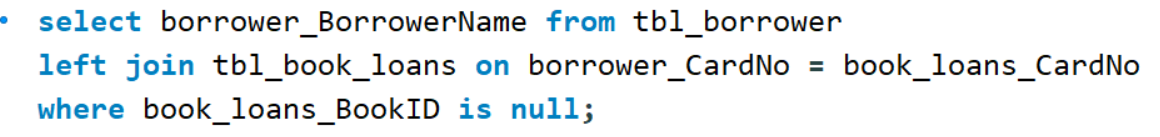 select borrower_BorrowerName from tbl_borrower
left join tbl_book_loans on borrower_CardNo = book_loans_CardNo
where book_loans_BookID is null;